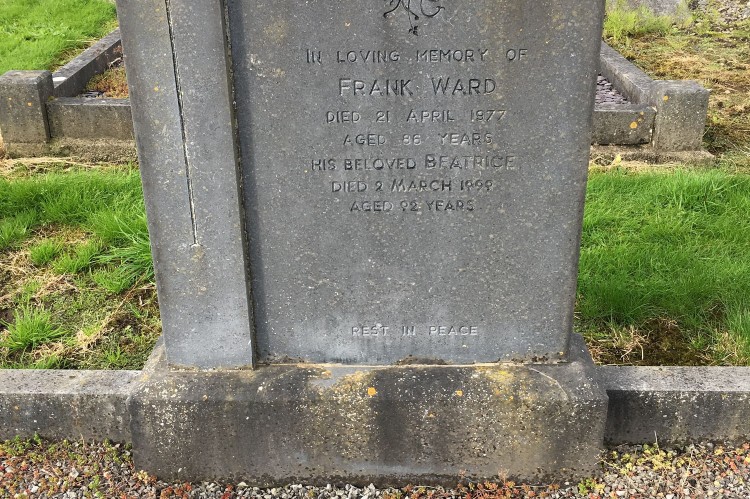 In loving memory of
Frank Ward
died 21 April 1977
aged 86 years
his beloved Beatrice
died 2 March 1999
aged 92 years
Rest in peace